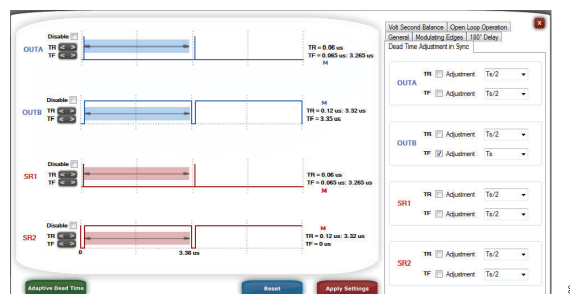 Volt Second Balance Open Loop Operation
General Modulating Edges 180° Delay
Dead Time Adjustment in Sync
Disable
OUTA TR < >
TF < >
TR = 0.06 us
TF = 0.065 us: 3.265 us
M
Disable
OUTB TR < >
TF < >
M
TR = 0.12 us: 3.32 us
TF = 3.35 us
Disable
SR1 TR < >
TF < >
TR = 0.06 us
TF = 0.065 us: 3.265 us
M
Disable
SR2 TR < >
TF < >
M
TR = 0.12 us: 3.32 us
TF = 0 us
0 3.36 us
Adaptive Dead Time Reset Apply Settings
OUTA TR Adjustment Ts/2
TF Adjustment Ts/2
OUTB TR Adjustment Ts/2
TF Adjustment Ts
SR1 TR Adjustment Ts/2
TF Adjustment Ts/2
SR2 TR Adjustment Ts/2
TF Adjustment Ts/2